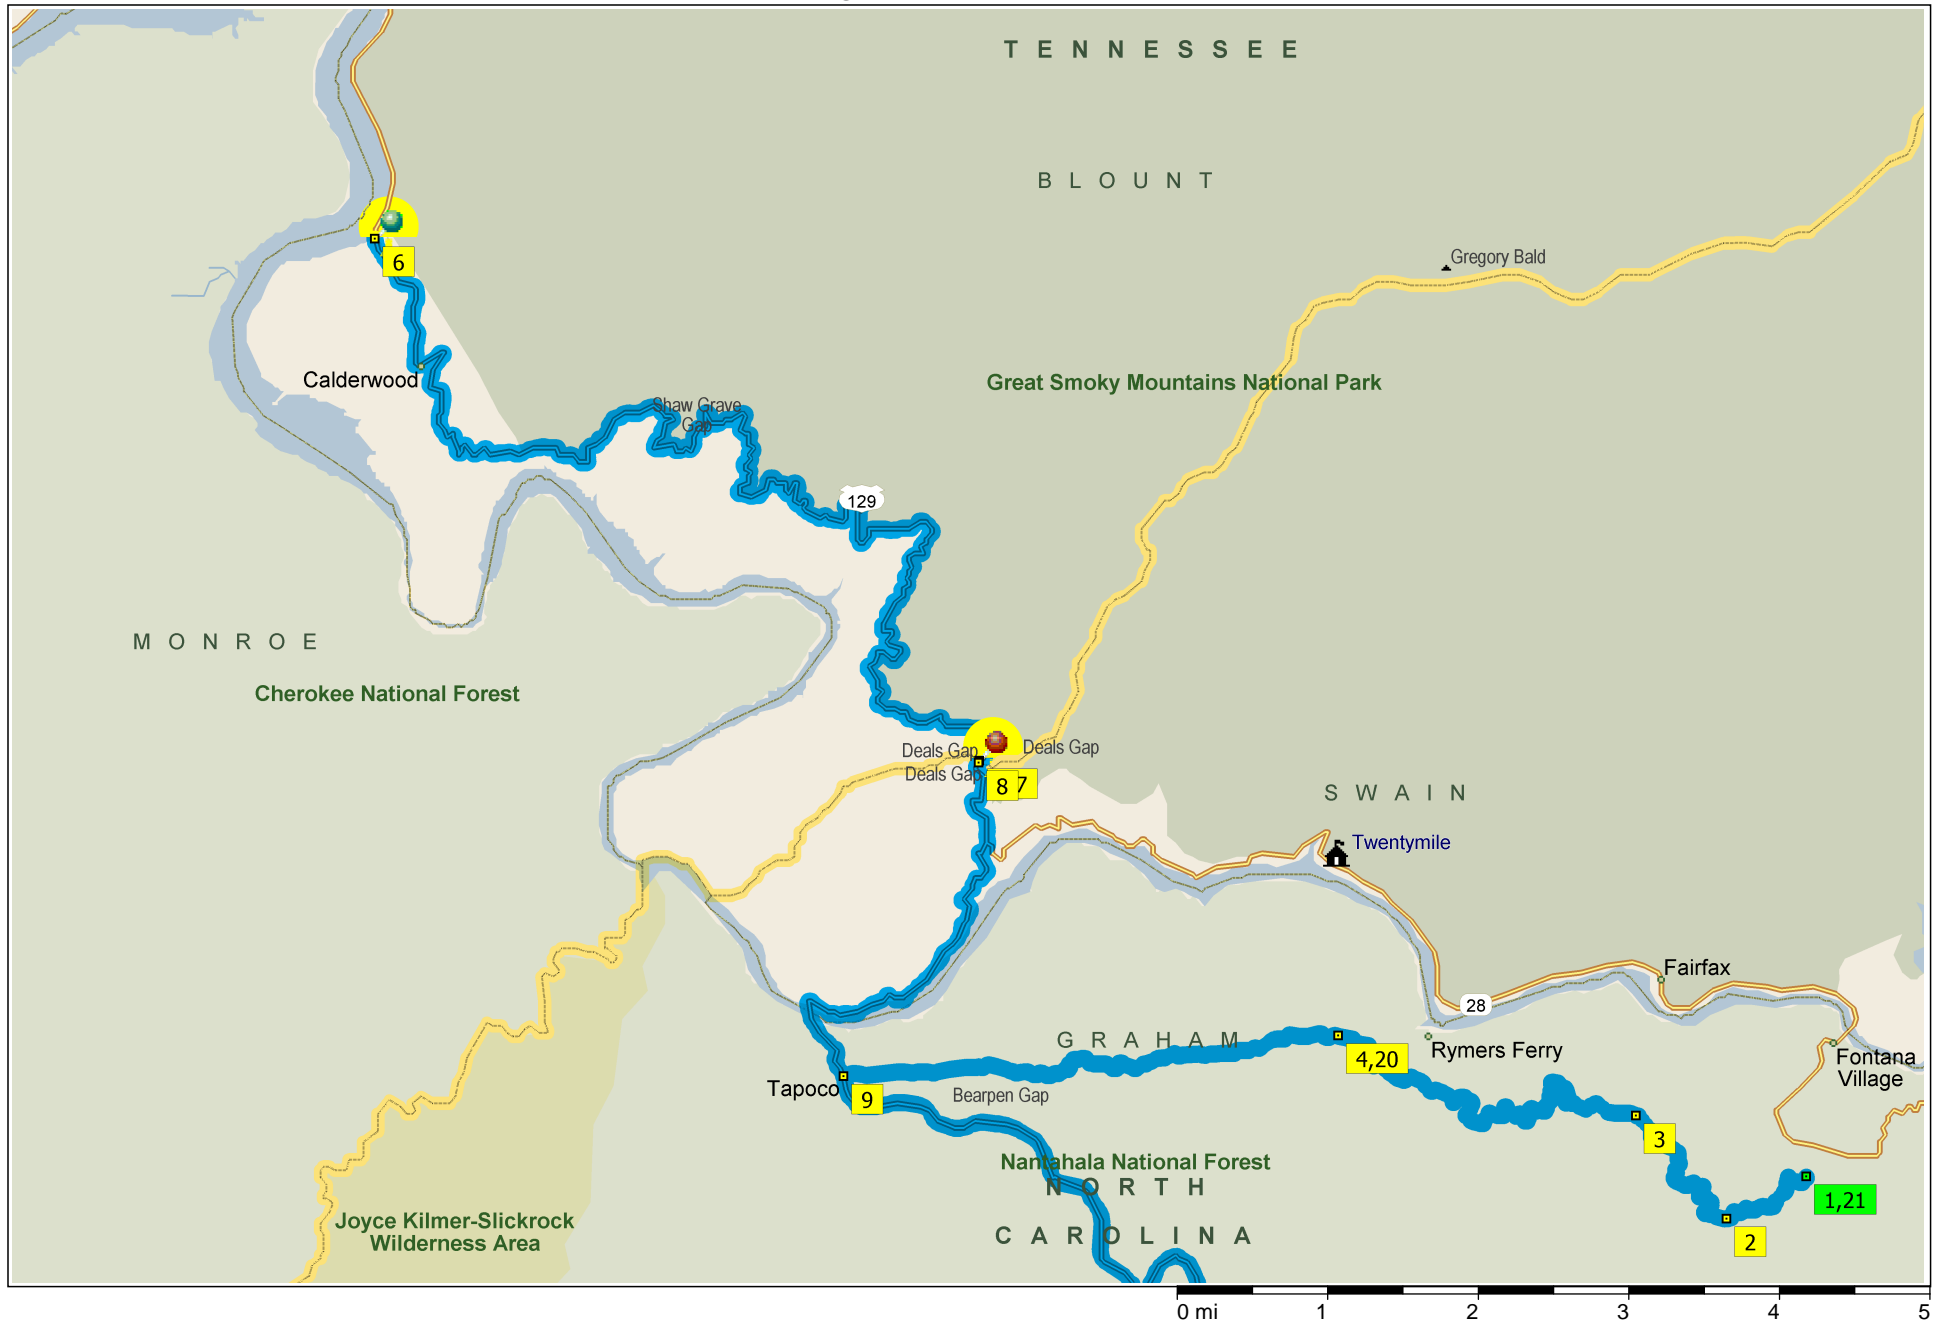 TENNESSEE
BLOUNT
Gregory Bald
6
Calderwood
Great Smoky Mountains National Park
Shaw Grave
Gap
129
MONROE
Cherokee National Forest
Deals Gap
Deals Gap
Deals Gap
8
7
SWAIN
Twentymile
Fairfax
28
GRAHAM
Rymers Ferry
4,20
Fontana
Village
Tapoco
9
Bearpen Gap
3
Nantahala National Forest
NORTH
CAROLINA
1,21
2
Joyce Kilmer-Slickrock
Wilderness Area
0 mi
1
2
3
4
5